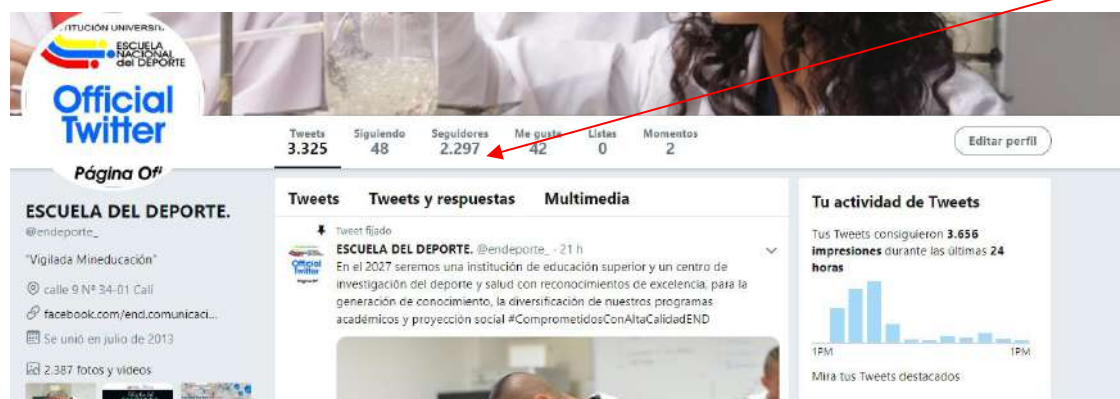 ITUCIÓN UNIVERSIT
ESCUELA
NACIONAL
del DEPORTE
Official
Twitter
Página Of
Tweets Siguiendo Seguidores Me gusta Listas Momentos
3.325 48 2.297 42 0 2
Editar perfil
ESCUELA DEL DEPORTE.
@endeporte_
"Vigilada Mineducación"
calle 9 Nª 34-01 Cali
facebook.com/end.comunicaci...
Se unió en julio de 2013
2.387 fotos y videos
Tweets Tweets y respuestas Multimedia
Tweet fijado
ESCUELA DEL DEPORTE. @endeporte_ · 21 h
En el 2027 seremos una institución de educación superior y un centro de
investigación del deporte y salud con reconocimientos de excelencia, para la
generación de conocimiento, la diversificación de nuestros programas
académicos y proyección social #ComprometidosConAltaCalidadEND
Official
Twitter
Tu actividad de Tweets
Tus Tweets consiguieron 3.656
impresiones durante las últimas 24
horas
1PM 1PM
Mira tus Tweets destacados